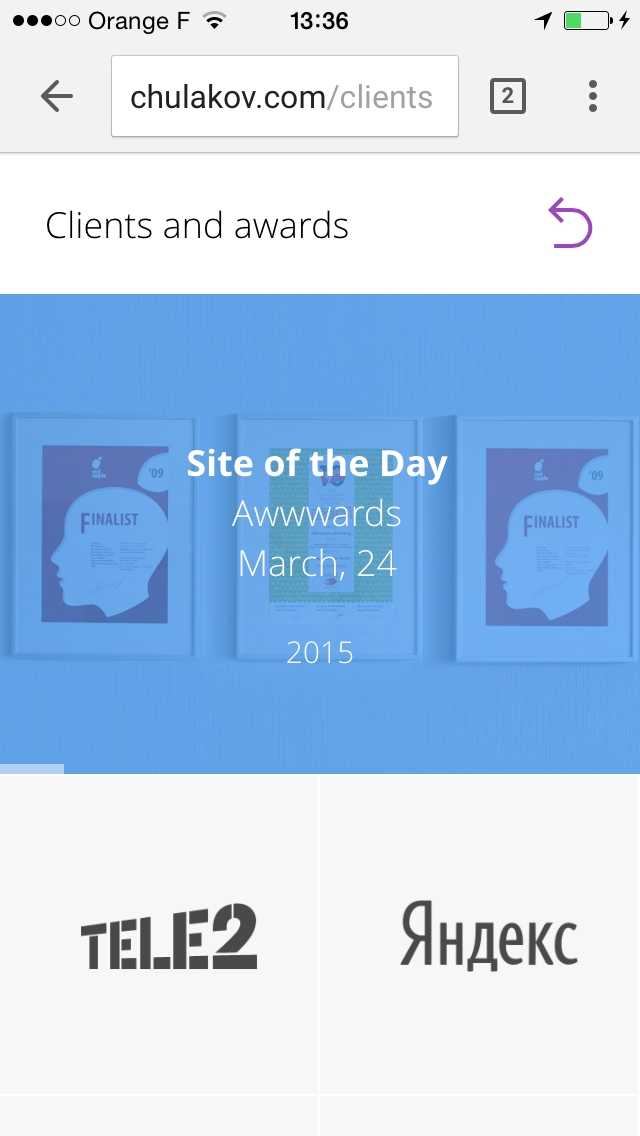 Orange F 13:36
chulakov.com/clients
2
Clients and awards
'09
FINALIST
'09
FINALIST
Site of the Day
Awwwards
March, 24
2015
TELE2
Яндекс